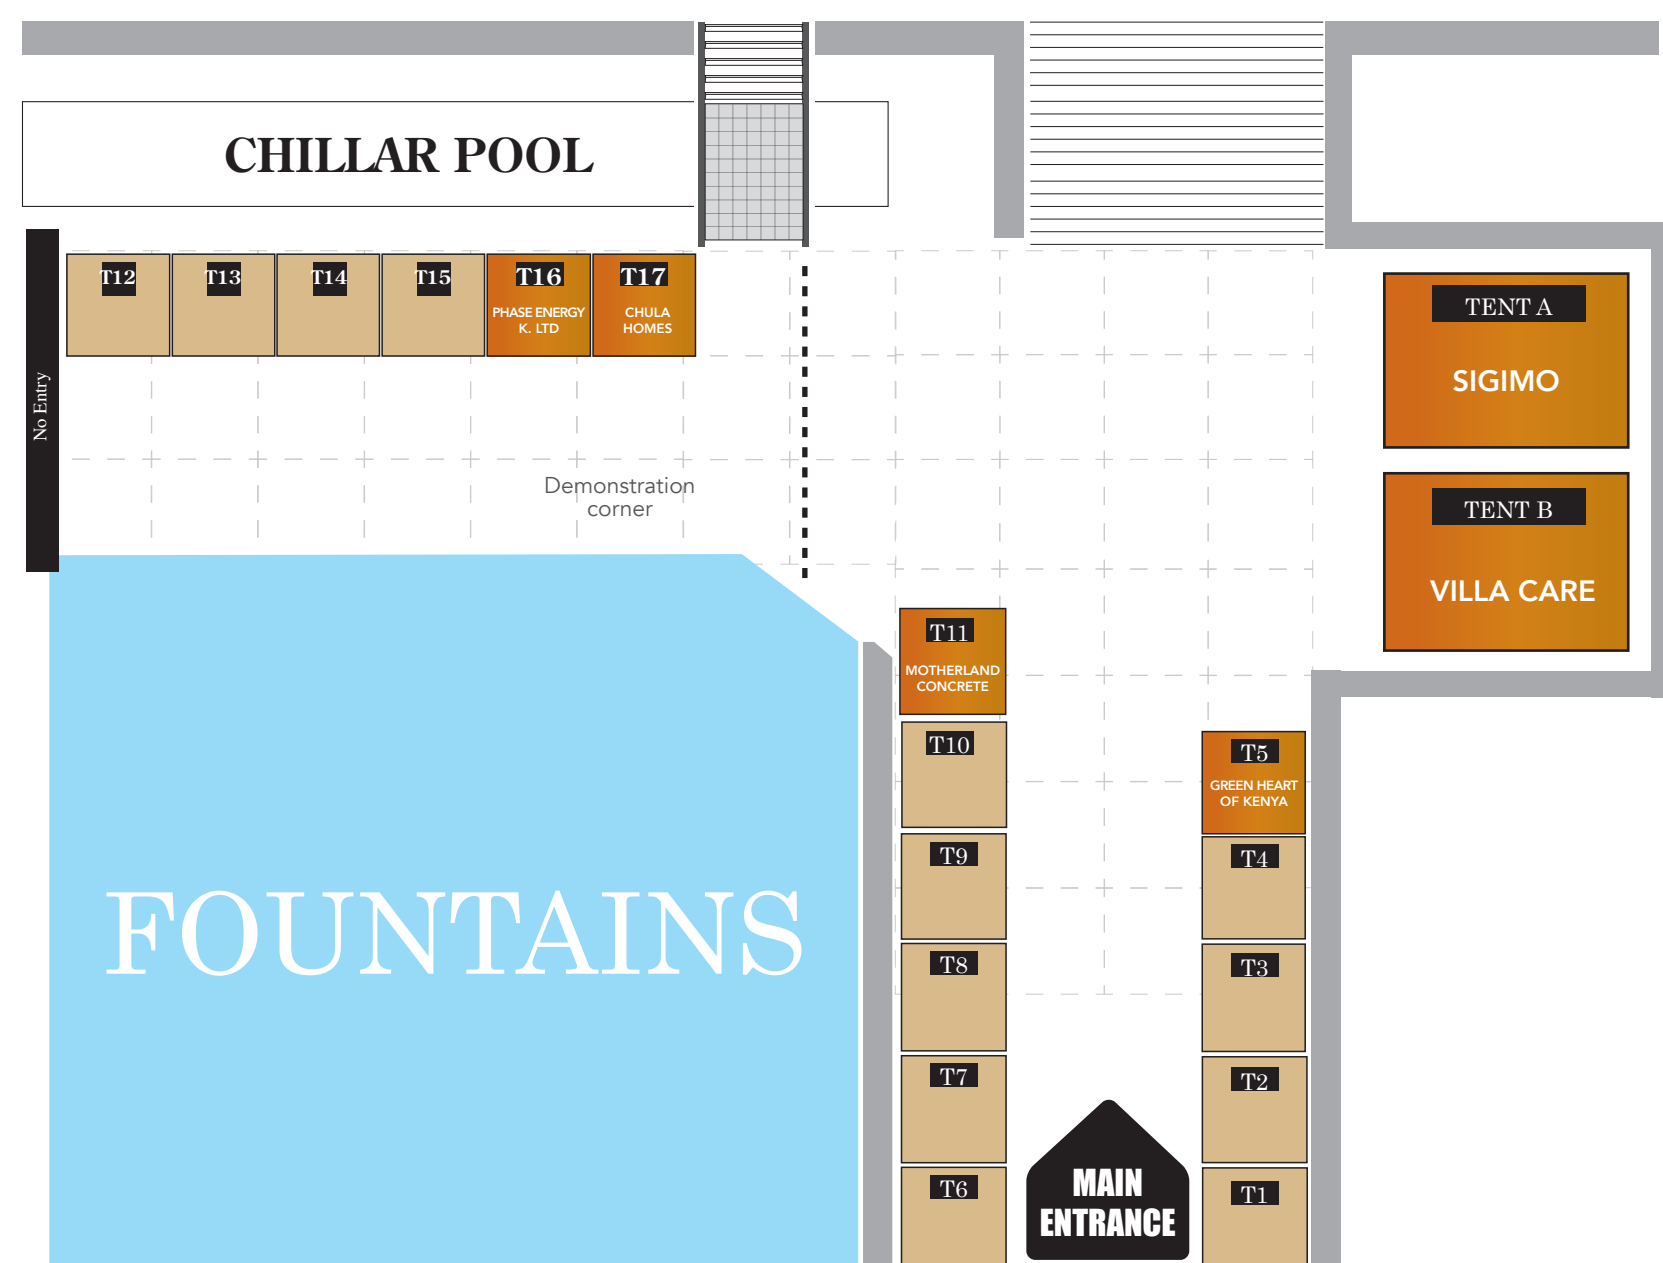 CHILLAR POOL
No Entry
T12
T13
T14
T15
T16
PHASE ENERGY
K. LTD
T17
CHULA
HOMES
TENT A
SIGIMO
TENT B
VILLA CARE
Demonstration
corner
T11
MOTHERLAND
CONCRETE
T10
T9
T8
T7
T6
T5
GREEN HEART
OF KENYA
T4
T3
T2
T1
FOUNTAINS
MAIN
ENTRANCE